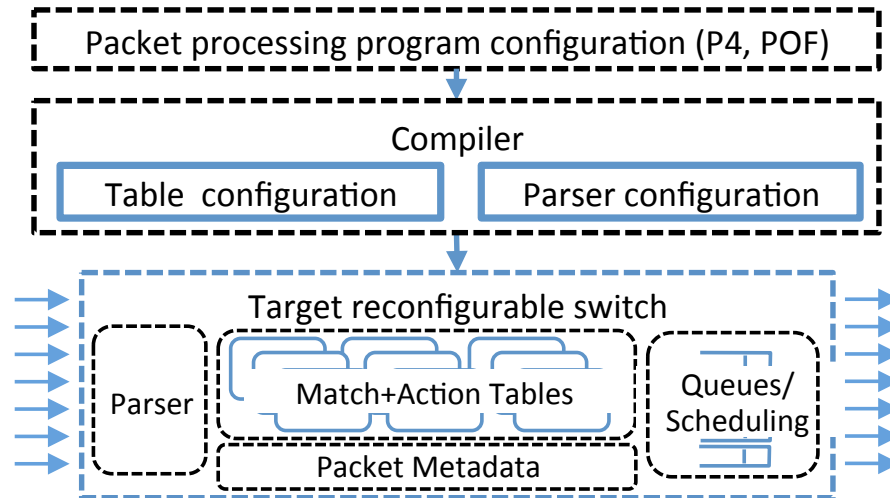 Packet processing program configuration (P4, POF)
Compiler
Table configuration
Parser configuration
Target reconfigurable switch
Parser
Match+Action Tables
Queues/
Scheduling
Packet Metadata